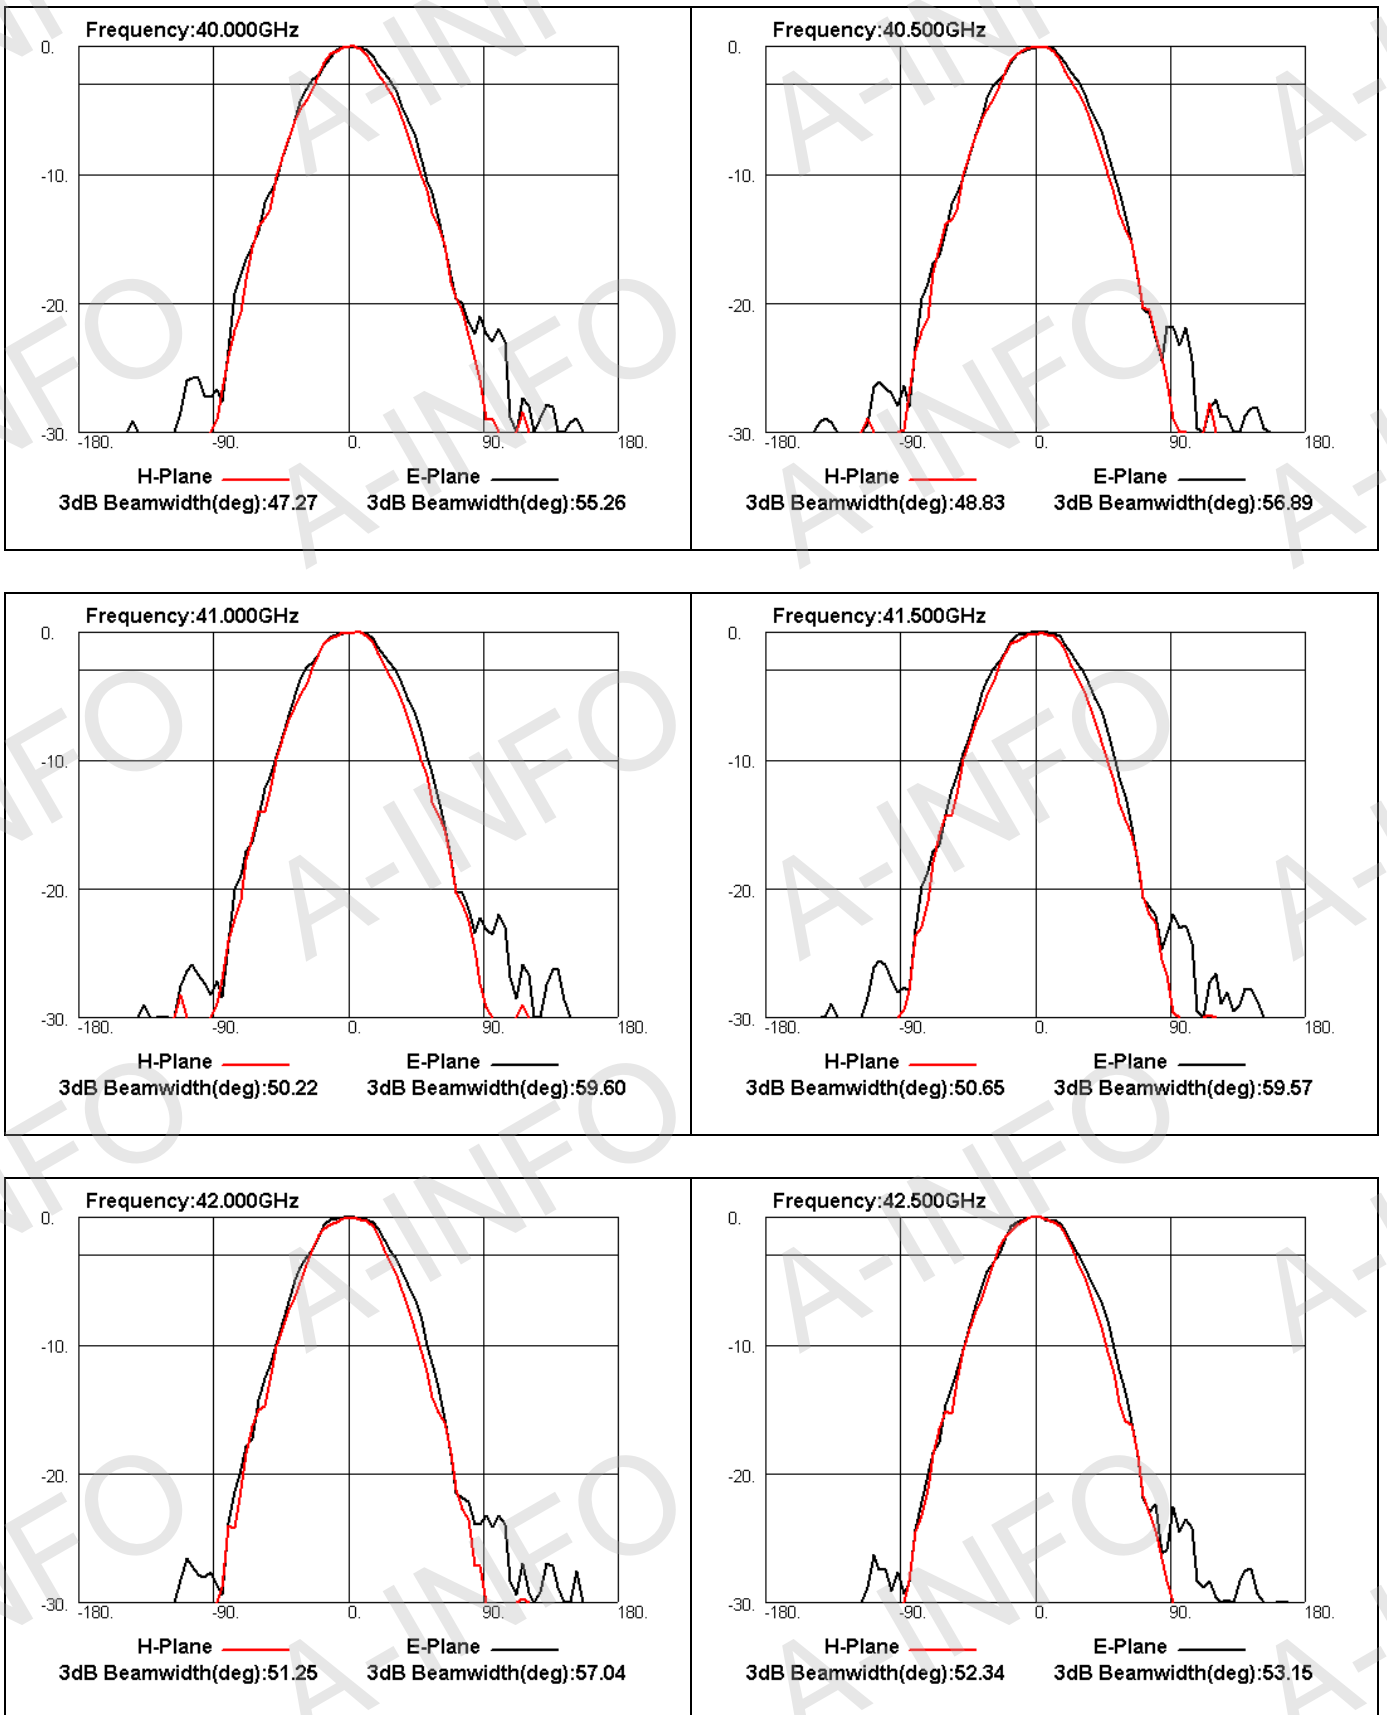 Frequency:40.000GHz
0.
-10.
-20.
-30.
-180.
-90.
0.
90.
180.
H-Plane
E-Plane
3dB Beamwidth(deg):47.27
3dB Beamwidth(deg):55.26
Frequency:40.500GHz
0.
-10.
-20.
-30.
-180.
-90.
0.
90.
180.
H-Plane
E-Plane
3dB Beamwidth(deg):48.83
3dB Beamwidth(deg):56.89
Frequency:41.000GHz
0.
-10.
-20.
-30.
-180.
-90.
0.
90.
180.
H-Plane
E-Plane
3dB Beamwidth(deg):50.22
3dB Beamwidth(deg):59.60
Frequency:41.500GHz
0.
-10.
-20.
-30.
-180.
-90.
0.
90.
180.
H-Plane
E-Plane
3dB Beamwidth(deg):50.65
3dB Beamwidth(deg):59.57
Frequency:42.000GHz
0.
-10.
-20.
-30.
-180.
-90.
0.
90.
180.
H-Plane
E-Plane
3dB Beamwidth(deg):51.25
3dB Beamwidth(deg):57.04
Frequency:42.500GHz
0.
-10.
-20.
-30.
-180.
-90.
0.
90.
180.
H-Plane
E-Plane
3dB Beamwidth(deg):52.34
3dB Beamwidth(deg):53.15
A-INFO
A-INFO
A-INFO
A-INFO
A-INFO
A-INFO
A-INFO
A-INFO